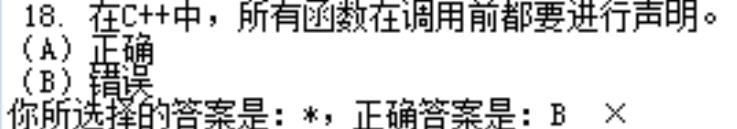 18. 在C++中，所有函数在调用前都要进行声明。
(A) 正确
(B) 错误
你所选择的答案是：*，正确答案是：B ×